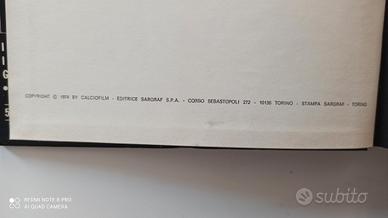 COPYRIGHT © 1974 BY CALCIOFILM - EDITRICE SARGRAF S.P.A. - CORSO SEBASTOPOLI 272 - 10136 TORINO - STAMPA SARGRAF - TORINO
REDMI NOTE 8 PRO
AI QUAD CAMERA
subito